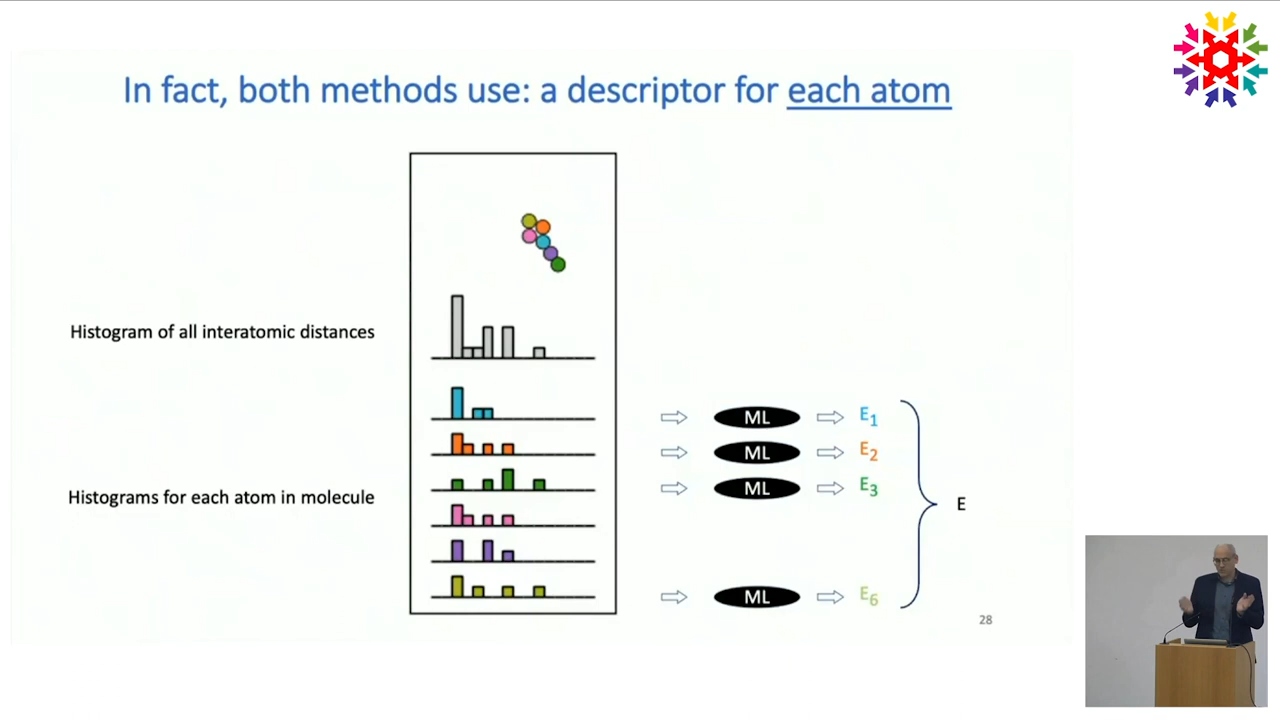 In fact, both methods use: a descriptor for each atom
Histogram of all interatomic distances
ML E1
ML E2
ML E3
Histograms for each atom in molecule
E
ML E6
28